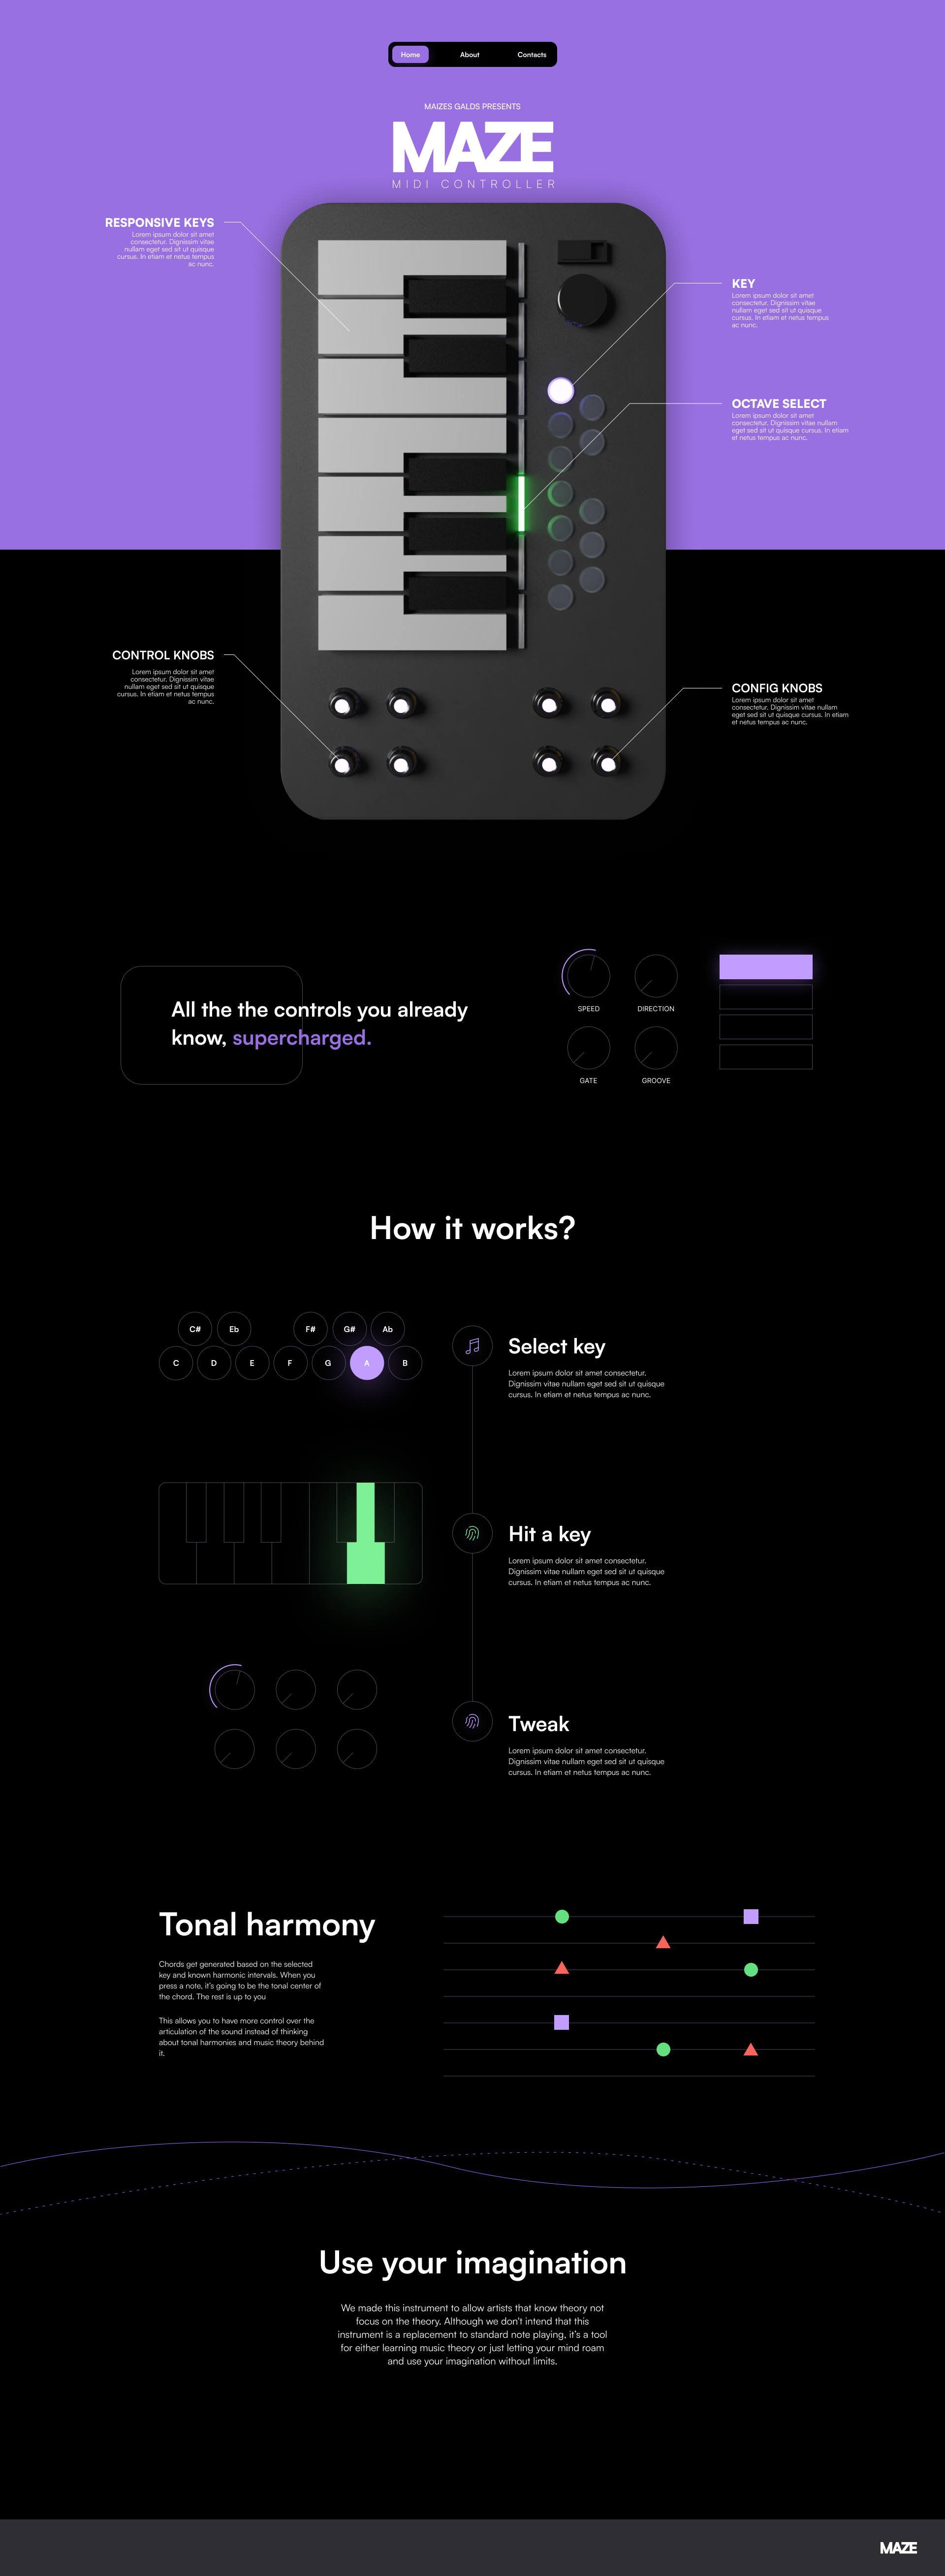 Home About Contacts
MAIZES GALDS PRESENTS
MAZE
MIDI CONTROLLER
RESPONSIVE KEYS
Lorem ipsum dolor sit amet
consectetur. Dignissim vitae
nullam eget sed sit ut quisque
cursus. In etiam et netus tempus
ac nunc.
KEY
Lorem ipsum dolor sit amet
consectetur. Dignissim vitae
nullam eget sed sit ut quisque
cursus. In etiam et netus tempus
ac nunc.
OCTAVE SELECT
Lorem ipsum dolor sit amet
consectetur. Dignissim vitae nullam
eget sed sit ut quisque cursus. In etiam
et netus tempus ac nunc.
CONTROL KNOBS
Lorem ipsum dolor sit amet
consectetur. Dignissim vitae
nullam eget sed sit ut quisque
cursus. In etiam et netus tempus
ac nunc.
CONFIG KNOBS
Lorem ipsum dolor sit amet
consectetur. Dignissim vitae nullam
eget sed sit ut quisque cursus. In etiam
et netus tempus ac nunc.
All the the controls you already
know, supercharged.
SPEED DIRECTION
GATE GROOVE
How it works?
C# Eb F# G# Ab
C D E F G A B
Select key
Lorem ipsum dolor sit amet consectetur.
Dignissim vitae nullam eget sed sit ut quisque
cursus. In etiam et netus tempus ac nunc.
Hit a key
Lorem ipsum dolor sit amet consectetur.
Dignissim vitae nullam eget sed sit ut quisque
cursus. In etiam et netus tempus ac nunc.
Tweak
Lorem ipsum dolor sit amet consectetur.
Dignissim vitae nullam eget sed sit ut quisque
cursus. In etiam et netus tempus ac nunc.
Tonal harmony
Chords get generated based on the selected
key and known harmonic intervals. When you
press a note, it's going to be the tonal center of
the chord. The rest is up to you
This allows you to have more control over the
articulation of the sound instead of thinking
about tonal harmonies and music theory behind
it.
Use your imagination
We made this instrument to allow artists that know theory not
focus on the theory. Although we don't intend that this
instrument is a replacement to standard note playing, it's a tool
for either learning music theory or just letting your mind roam
and use your imagination without limits.
MAZE